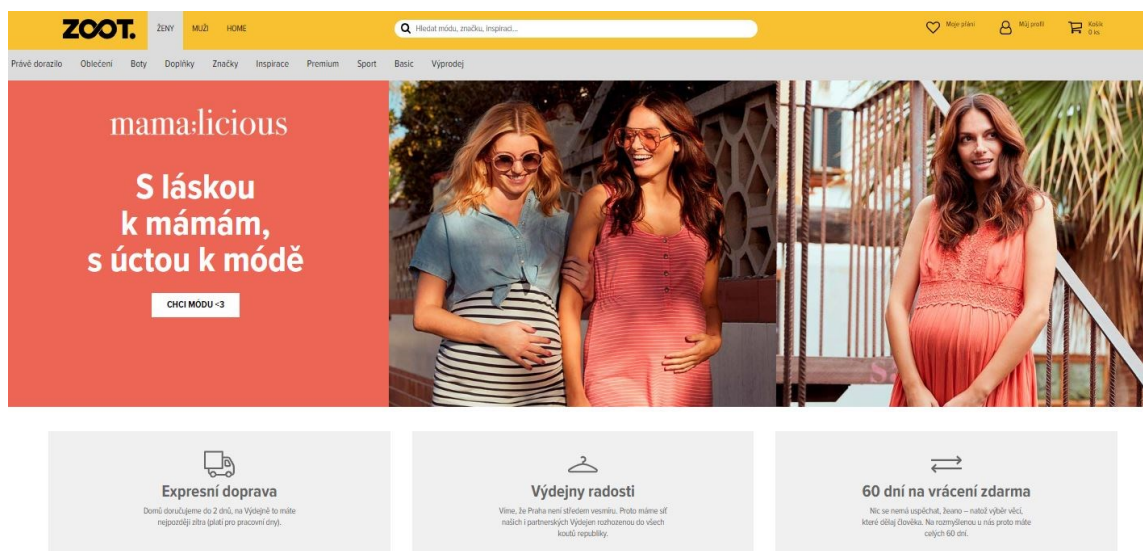 ZOOT.
ŽENY MUŽI HOME
Hledat módu, značku, inspiraci...
Moje přání
Můj profil
Košík
0 ks
Právě dorazilo Oblečení Boty Doplňky Značky Inspirace Premium Sport Basic Výprodej
mama:licious
S láskou
k mámám,
s úctou k módě
CHCI MÓDU <3
Expresní doprava
Domů doručujeme do 2 dnů, na Výdejně to máte
nejpozději zítra (platí pro pracovní dny).
Výdejny radosti
Víme, že Praha není středem vesmíru. Proto máme síť
našich i partnerských Výdejen rozhozenou do všech
koutů republiky.
60 dní na vrácení zdarma
Nic se nemá uspěchat, žeano – natož výběr věcí,
které dělaj člověka. Na rozmyšlenou u nás proto máte
celých 60 dní.